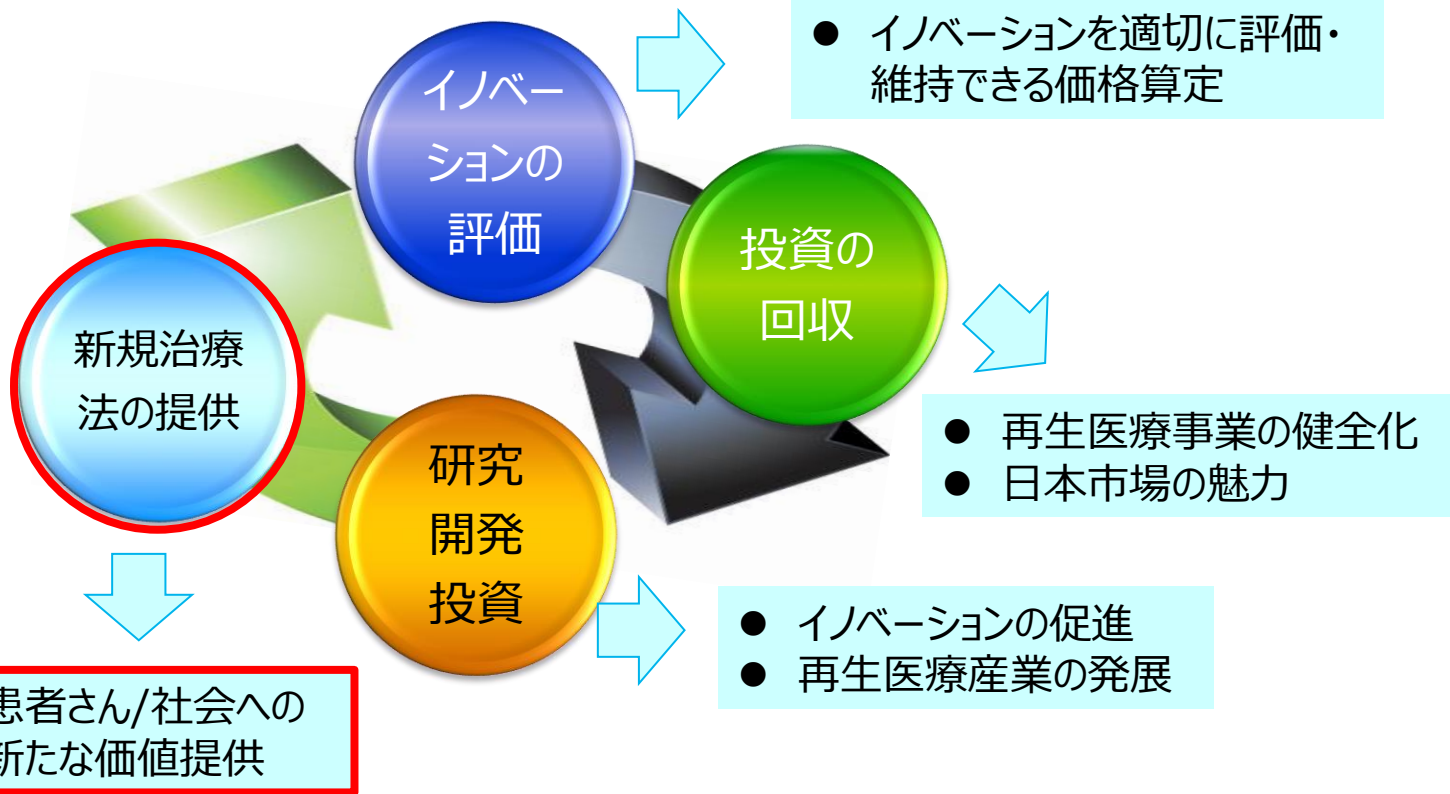 イノベー
ションの
評価
● イノベーションを適切に評価・
維持できる価格算定
投資の
回収
● 再生医療事業の健全化
● 日本市場の魅力
研究
開発
投資
● イノベーションの促進
● 再生医療産業の発展
新規治療
法の提供
患者さん/社会への
新たな価値提供